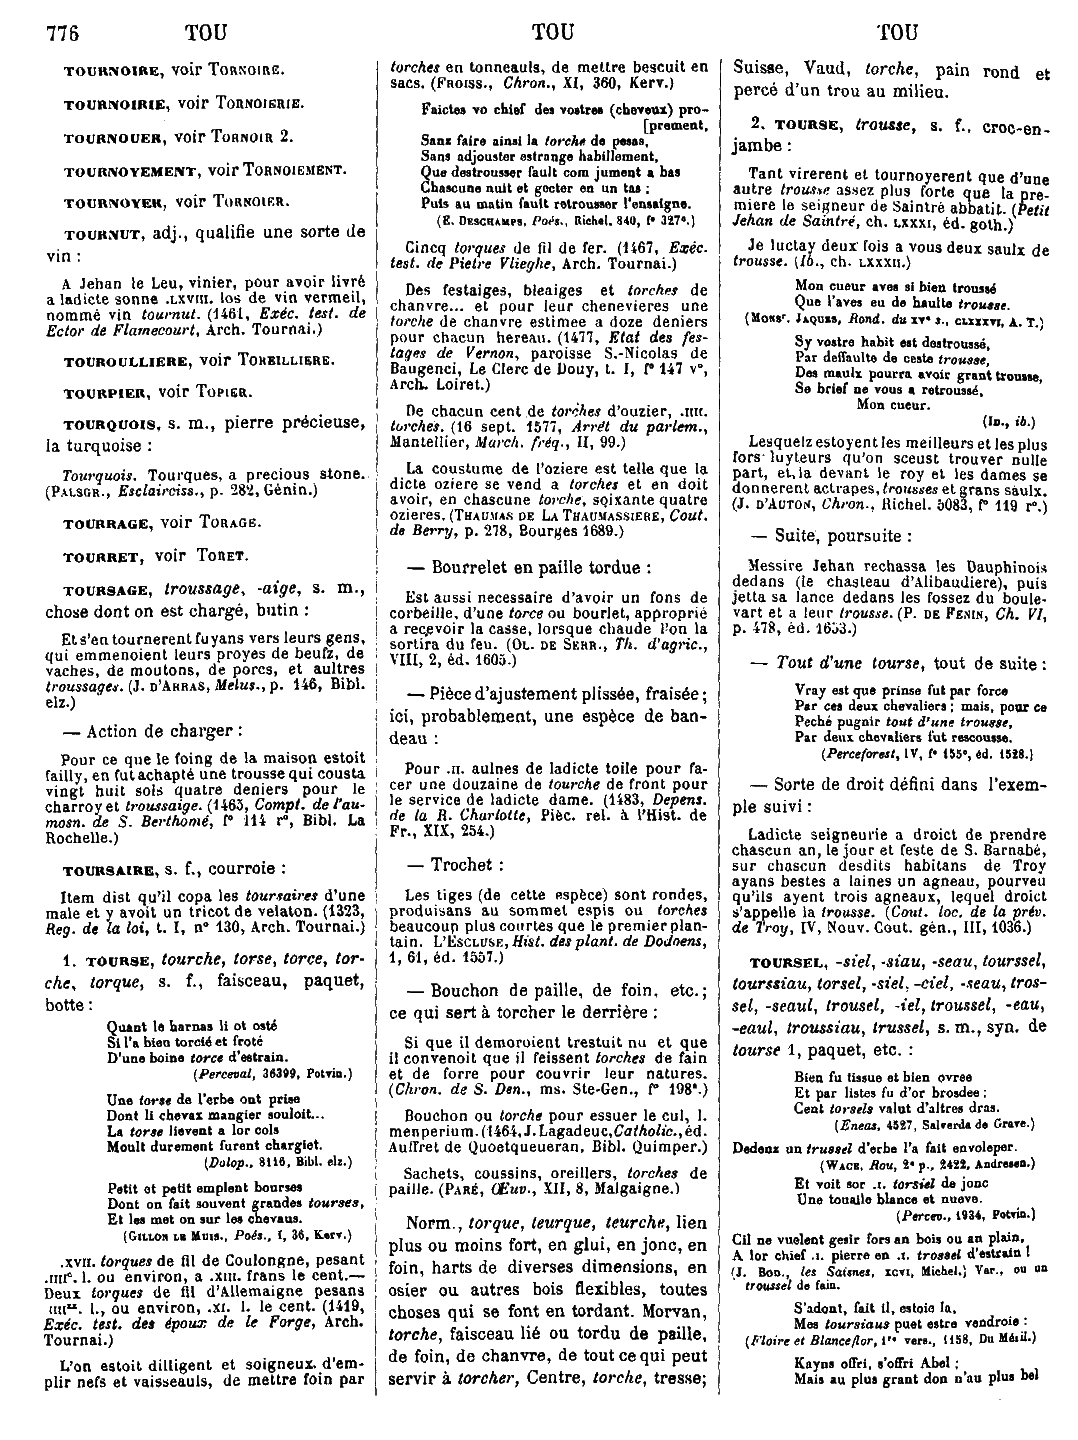 776 TOU TOU TOU
TOURNOIRE, voir TORNOIRE.
TOURNOIRIE, voir TORNOIERIE.
TOURNOUER, voir TORNOIR 2.
TOURNOYEMENT, voir TORNOIEMENT.
TOURNOYER, voir TORNOIER.
TOURNUT, adj., qualifie une sorte de
vin :
A Jehan le Leu, vinier, pour avoir livré
a ladicte sonne .LXVIII. los de vin vermeil,
nommé vin tournut. (1461, Exéc. test. de
Ector de Flamecourt, Arch. Tournai.)
TOUROULLIERE, voir TOREILLIERE.
TOURPIER, voir TOPIER.
TOURQUOIS, s. m., pierre précieuse,
la turquoise :
Tourquois. Tourques, a precious stone.
(PALSGR., Esclairciss., p. 282, Génin.)
TOURRAGE, voir TORAGE.
TOURRET, voir TORET.
TOURSAGE, troussage, -aige, s. m.,
chose dont on est chargé, butin :
Et s'en tournerent fuyans vers leurs gens,
qui emmenoient leurs proyes de beufz, de
vaches, de moutons, de porcs, et aultres
troussages. (J. D'ARRAS, Melus., p. 146, Bibl.
elz.)
— Action de charger :
Pour ce que le foing de la maison estoit
failly, en fut achapté une trousse qui cousta
vingt huit sols quatre deniers pour le
charroy et troussaige. (1463, Compt. de l'au-
mosn. de S. Berthomé, f° 114 r°, Bibl. La
Rochelle.)
TOURSAIRE, s. f., courroie :
Item dist qu'il copa les toursaires d'une
male et y avoit un tricot de velaton. (1323,
Reg. de la loi, t. I, n° 130, Arch. Tournai.)
1. TOURSE, tourche, torse, torce, tor-
che, torque, s. f., faisceau, paquet,
botte :
Quant le harnas li ot osté
Si l'a bien torcié et froté
D'une boine torce d'estrain.
(Perceval, 36399, Potvin.)
Une torse de l'erbe ont prise
Dont li chevax mangier souloit...
La torse lievent a lor cols
Moult durement furent chargiet.
(Dolop., 8116, Bibl. elz.)
Petit et petit emplent bourses
Dont on fait souvent grandes tourses,
Et les met on sur les chevaus.
(GILLON LE MUIS., Poés., I, 36, Kerv.)
.XVII. torques de fil de Coulongne, pesant
.IIIIc. l. ou environ, a .XIII. frans le cent.—
Deux torques de fil d'Allemaigne pesans
.IIIIxx. l., ou environ, .XI. l. le cent. (1419,
Exéc. test. des époux de le Forge, Arch.
Tournai.)
L'on estoit dilligent et soigneux d'em-
plir nefs et vaisseauls, de mettre foin par
torches en tonneauls, de mettre bescuit en
sacs. (FROISS., Chron., XI, 360, Kerv.)
Faictes vo chief des vostres (cheveux) pro-
[prement,
Sanz faire ainsi la torche de pesas,
Sans adjouster estrange habillement,
Que destrousser fault com jument a bas
Chascune nuit et gecter en un tas :
Puis au matin fault retrousser l'ensaigne.
(E. DESCHAMPS, Poés., Richel. 840, f° 327°.)
Cincq torques de fil de fer. (1467, Exéc.
test. de Pietre Vlieghe, Arch. Tournai.)
Des festaiges, bleaiges et torches de
chanvre... et pour leur chenevieres une
torche de chanvre estimee a doze deniers
pour chacun hereau. (1477, Etat des fes-
tages de Vernon, paroisse S.-Nicolas de
Baugenci, Le Clerc de Douy, t. I, f° 147 v°,
Arch. Loiret.)
De chacun cent de torches d'ouzier, .IIII.
torches. (16 sept. 1577, Arrêt du parlem.,
Mantellier, March. fréq., II, 99.)
La coustume de l'oziere est telle que la
dicte oziere se vend a torches et en doit
avoir, en chascune torche, soixante quatre
ozieres. (THAUMAS DE LA THAUMASSIERE, Cout.
de Berry, p. 278, Bourges 1689.)
— Bourrelet en paille tordue :
Est aussi necessaire d'avoir un fons de
corbeille, d'une torce ou bourlet, approprié
a recevoir la casse, lorsque chaude l'on la
sortira du feu. (OL. DE SERR., Th. d'agric.,
VIII, 2, éd. 1605.)
— Pièce d'ajustement plissée, fraisée ;
ici, probablement, une espèce de ban-
deau :
Pour .II. aulnes de ladicte toile pour fa-
cer une douzaine de tourche de front pour
le service de ladicte dame. (1483, Depens.
de la R. Charlotte, Pièc. rel. à l'Hist. de
Fr., XIX, 254.)
— Trochet :
Les tiges (de cette espèce) sont rondes,
produisans au sommet espis ou torches
beaucoup plus courtes que le premier plan-
tain. L'ESCLUSE, Hist. des plant. de Dodoens,
1, 61, éd. 1557.)
— Bouchon de paille, de foin, etc. ;
ce qui sert à torcher le derrière :
Si que il demoroient trestuit nu et que
il convenoit que il feissent torches de fain
et de forre pour couvrir leur natures.
(Chron. de S. Den., ms. Ste-Gen., f° 198°.)
Bouchon ou torche pour essuer le cul, l.
menperium. (1464, J. Lagadeuc, Catholic., éd.
Auffret de Quoetqueueran, Bibl. Quimper.)
Sachets, coussins, oreillers, torches de
paille. (PARÉ, Œuv., XII, 8, Malgaigne.)
Norm., torque, teurque, teurche, lien
plus ou moins fort, en glui, en jonc, en
foin, harts de diverses dimensions, en
osier ou autres bois flexibles, toutes
choses qui se font en tordant. Morvan,
torche, faisceau lié ou tordu de paille,
de foin, de chanvre, de tout ce qui peut
servir à torcher, Centre, torche, tresse;
Suisse, Vaud, torche, pain rond et
percé d'un trou au milieu.
2. TOURSE, trousse, s. f., croc-en-
jambe :
Tant virerent et tournoyerent que d'une
autre trousse assez plus forte que la pre-
miere le seigneur de Saintré abbatit. (Petit
Jehan de Saintré, ch. LXXXI, éd. goth.)
Je luctay deux fois a vous deux saulx de
trousse. (Ib., ch. LXXXII.)
Mon cueur aves si bien troussé
Que l'aves eu de haulte trousse.
(MONSr. JAQUES, Rond. du XVe s., CLXXXVI, A. T.)
Sy vostre habit est destroussé,
Par deffaulte de ceste trousse,
Des maulx pourra avoir grant trousse,
Se brief ne vous a retroussé,
Mon cueur.
(ID., ib.)
Lesquelz estoyent les meilleurs et les plus
fors luyteurs qu'on sceust trouver nulle
part, et, la devant le roy et les dames se
donnerent actrapes, trousses et grans saulx.
(J. D'AUTON, Chron., Richel. 5083, f° 119 r°.)
— Suite, poursuite :
Messire Jehan rechassa les Dauphinois
dedans (le chasteau d'Alibaudiere), puis
jetta sa lance dedans les fossez du boule-
vart et a leur trousse. (P. DE FENIN, Ch. VI,
p. 478, éd. 1653.)
— Tout d'une tourse, tout de suite :
Vray est que prinse fut par force
Par ces deux chevaliers ; mais, pour ce
Peché pugnir tout d'une trousse,
Par deux chevaliers fut rescousse.
(Perceforest, IV, f° 155°, éd. 1528.)
— Sorte de droit défini dans l'exem-
ple suivi :
Ladicte seigneurie a droict de prendre
chascun an, le jour et feste de S. Barnabé,
sur chascun desdits habitans de Troy
ayans bestes a laines un agneau, pourveu
qu'ils ayent trois agneaux, lequel droict
s'appelle la trousse. (Cout. loc. de la prév.
de Troy, IV, Nouv. Cout. gén., III, 1036.)
TOURSEL, -siel, -siau, -seau, tourssel,
tourssiau, torsel, -siel, -ciel, -seau, tros-
sel, -seaul, trousel, -iel, troussel, -eau,
-eaul, troussiau, trussel, s. m., syn. de
tourse 1, paquet, etc. :
Bien fu tissue et bien ovree
Et par listes fu d'or brosdee ;
Cent torsels valut d'altres dras.
(Eneas, 4527, Salverda de Grave.)
Dedenz un trussel d'erbe l'a fait envoleper.
(WACE, Rou, 2e p., 2422, Andresen.)
Et voit sor .I. torsiel de jonc
Une touaille blance et nueve.
(Percev., 1934, Potvin.)
Cil ne vuelent gesir fors an bois ou an plain,
A lor chief .I. pierre en .I. trossel d'estrain !
(J. BOD., les Saisnes, XCVI, Michel.) Var., ou un
troussel de fain.
S'adont, fait il, estoie la,
Mes toursiaus puet estre vendroie :
(Floire et Blanceflor, 1re vers., 1158, Du Méril.)
Kayns offri, s'offri Abel ;
Mais au plus grant don n'au plus bel